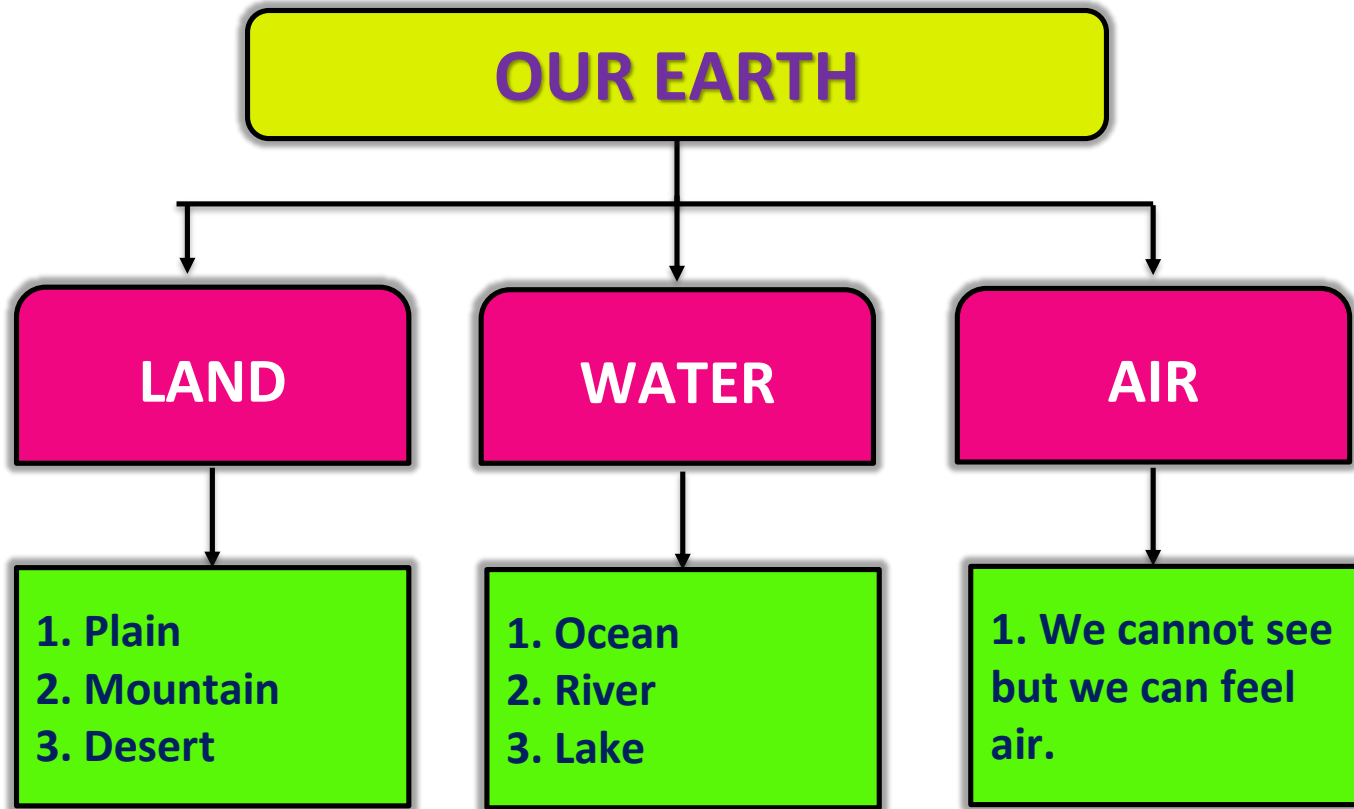 OUR EARTH
LAND
WATER
AIR
1. Plain
2. Mountain
3. Desert
1. Ocean
2. River
3. Lake
1. We cannot see
but we can feel
air.